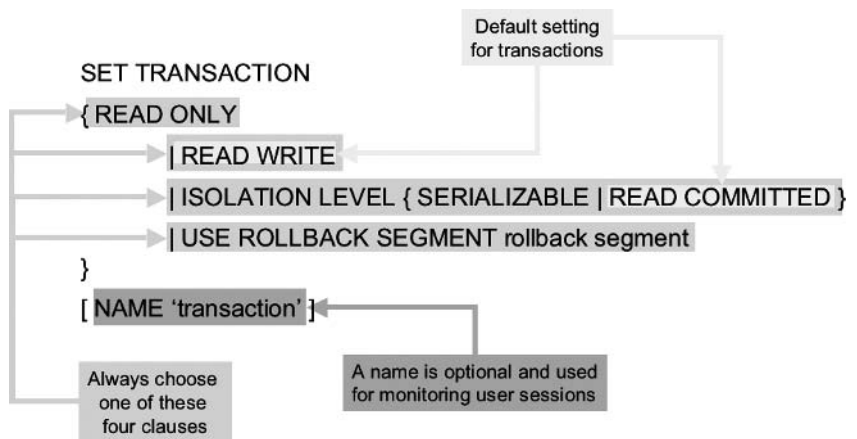 Default setting
for transactions
SET TRANSACTION
{ READ ONLY
| READ WRITE
| ISOLATION LEVEL { SERIALIZABLE | READ COMMITTED }
| USE ROLLBACK SEGMENT rollback segment
}
[ NAME ‘transaction’ ]
Always choose
one of these
four clauses
A name is optional and used
for monitoring user sessions